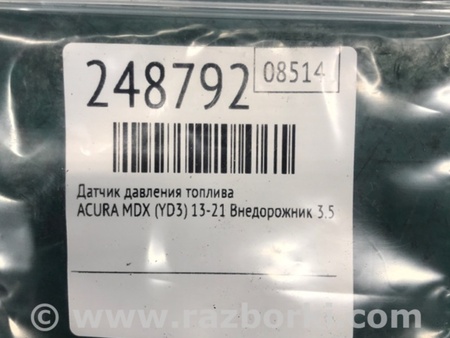 248792
08514
Датчик давления топлива
ACURA MDX (YD3) 13-21 Внедорожник 3.5
www.razborka.com